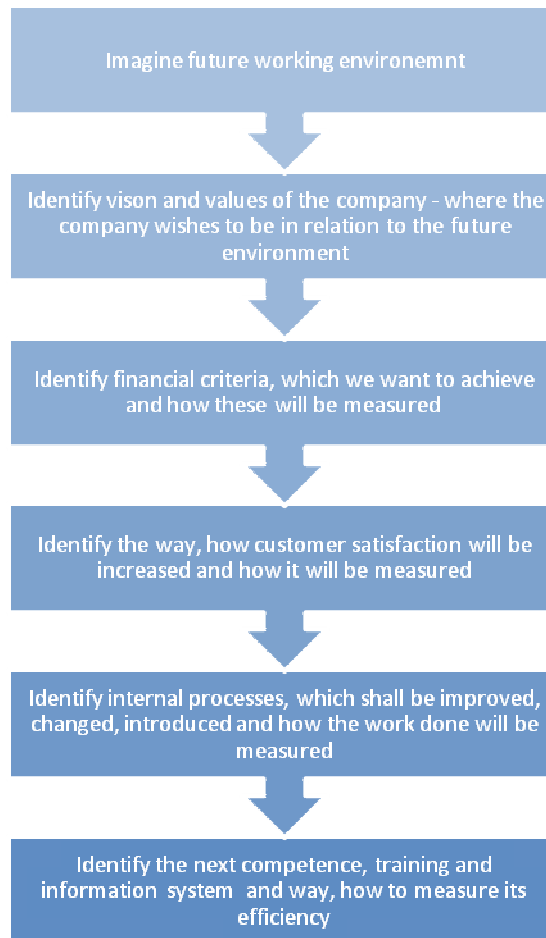 Imagine future working environemnt
Identify vison and values of the company - where the
company wishes to be in relation to the future
environment
Identify financial criteria, which we want to achieve
and how these will be measured
Identify the way, how customer satisfaction will be
increased and how it will be measured
Identify internal processes, which shall be improved,
changed, introduced and how the work done will be
measured
Identify the next competence, training and
information system and way, how to measure its
efficiency